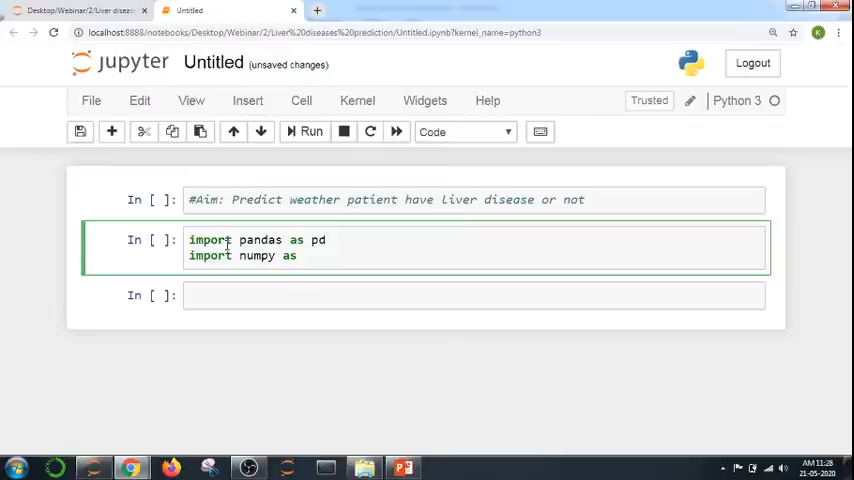 Desktop/Webinar/2/Liver diseas
Untitled
localhost:8888/notebooks/Desktop/Webinar/2/Liver%20diseases%20prediction/Untitled.ipynb?kernel_name=python3
K
jupyter Untitled (unsaved changes)
Logout
File Edit View Insert Cell Kernel Widgets Help
Trusted
Python 3
Run
Code
In [ ]: #Aim: Predict weather patient have liver disease or not
In [ ]: import pandas as pd
import numpy as
In [ ]:
AM 11:28
21-05-2020